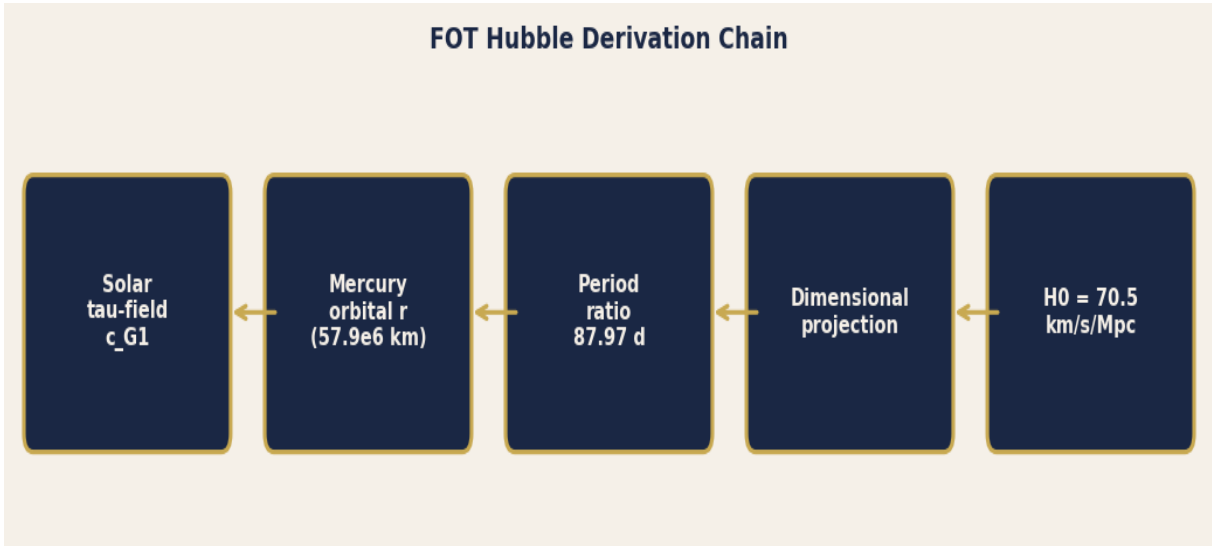 FOT Hubble Derivation Chain
Solar
tau-field
c_G1
Mercury
orbital r
(57.9e6 km)
Period
ratio
87.97 d
Dimensional
projection
H0 = 70.5
km/s/Mpc